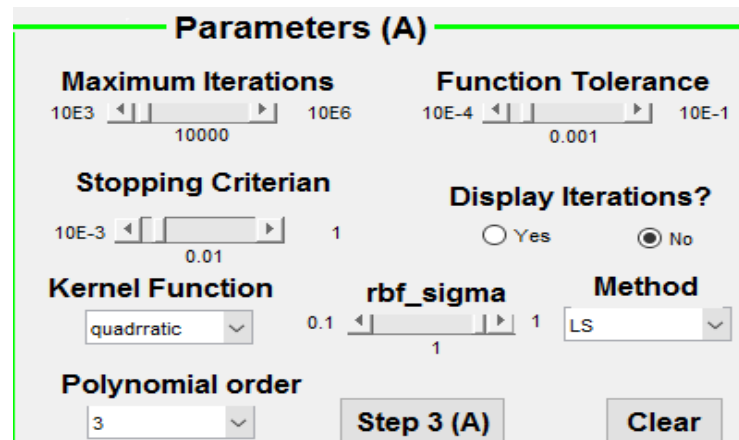 Parameters (A)
Maximum Iterations
Function Tolerance
10E3
10E6
10E-4
10E-1
10000
0.001
Stopping Criterian
Display Iterations?
10E-3
1
Yes
No
0.01
Kernel Function
rbf_sigma
Method
quadrratic
0.1
1
LS
1
Polynomial order
3
Step 3 (A)
Clear